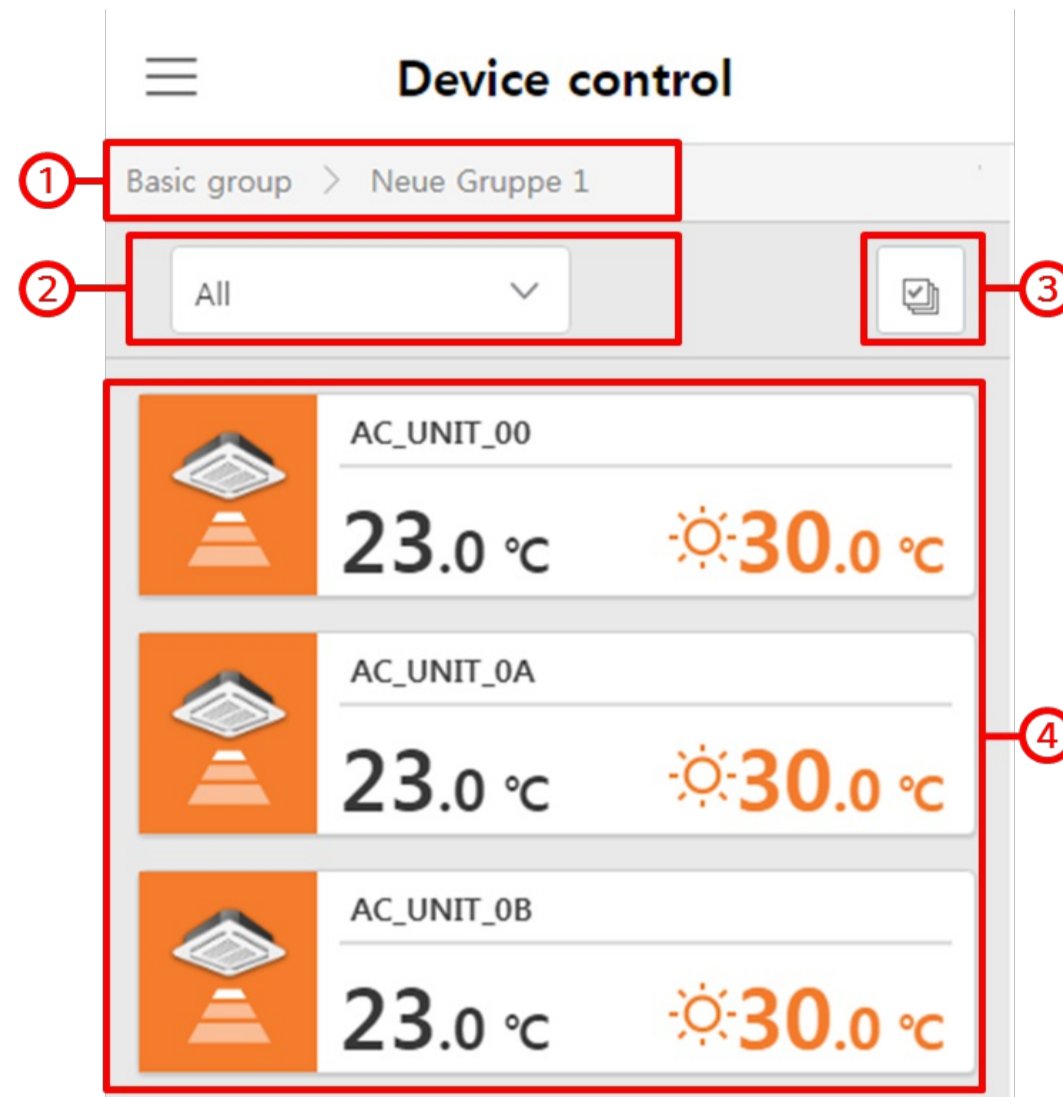 Device control
1 Basic group > Neue Gruppe 1
2 All 3
AC_UNIT_00
23.0 ℃ 30.0 ℃
AC_UNIT_0A
4
23.0 ℃ 30.0 ℃
AC_UNIT_0B
23.0 ℃ 30.0 ℃